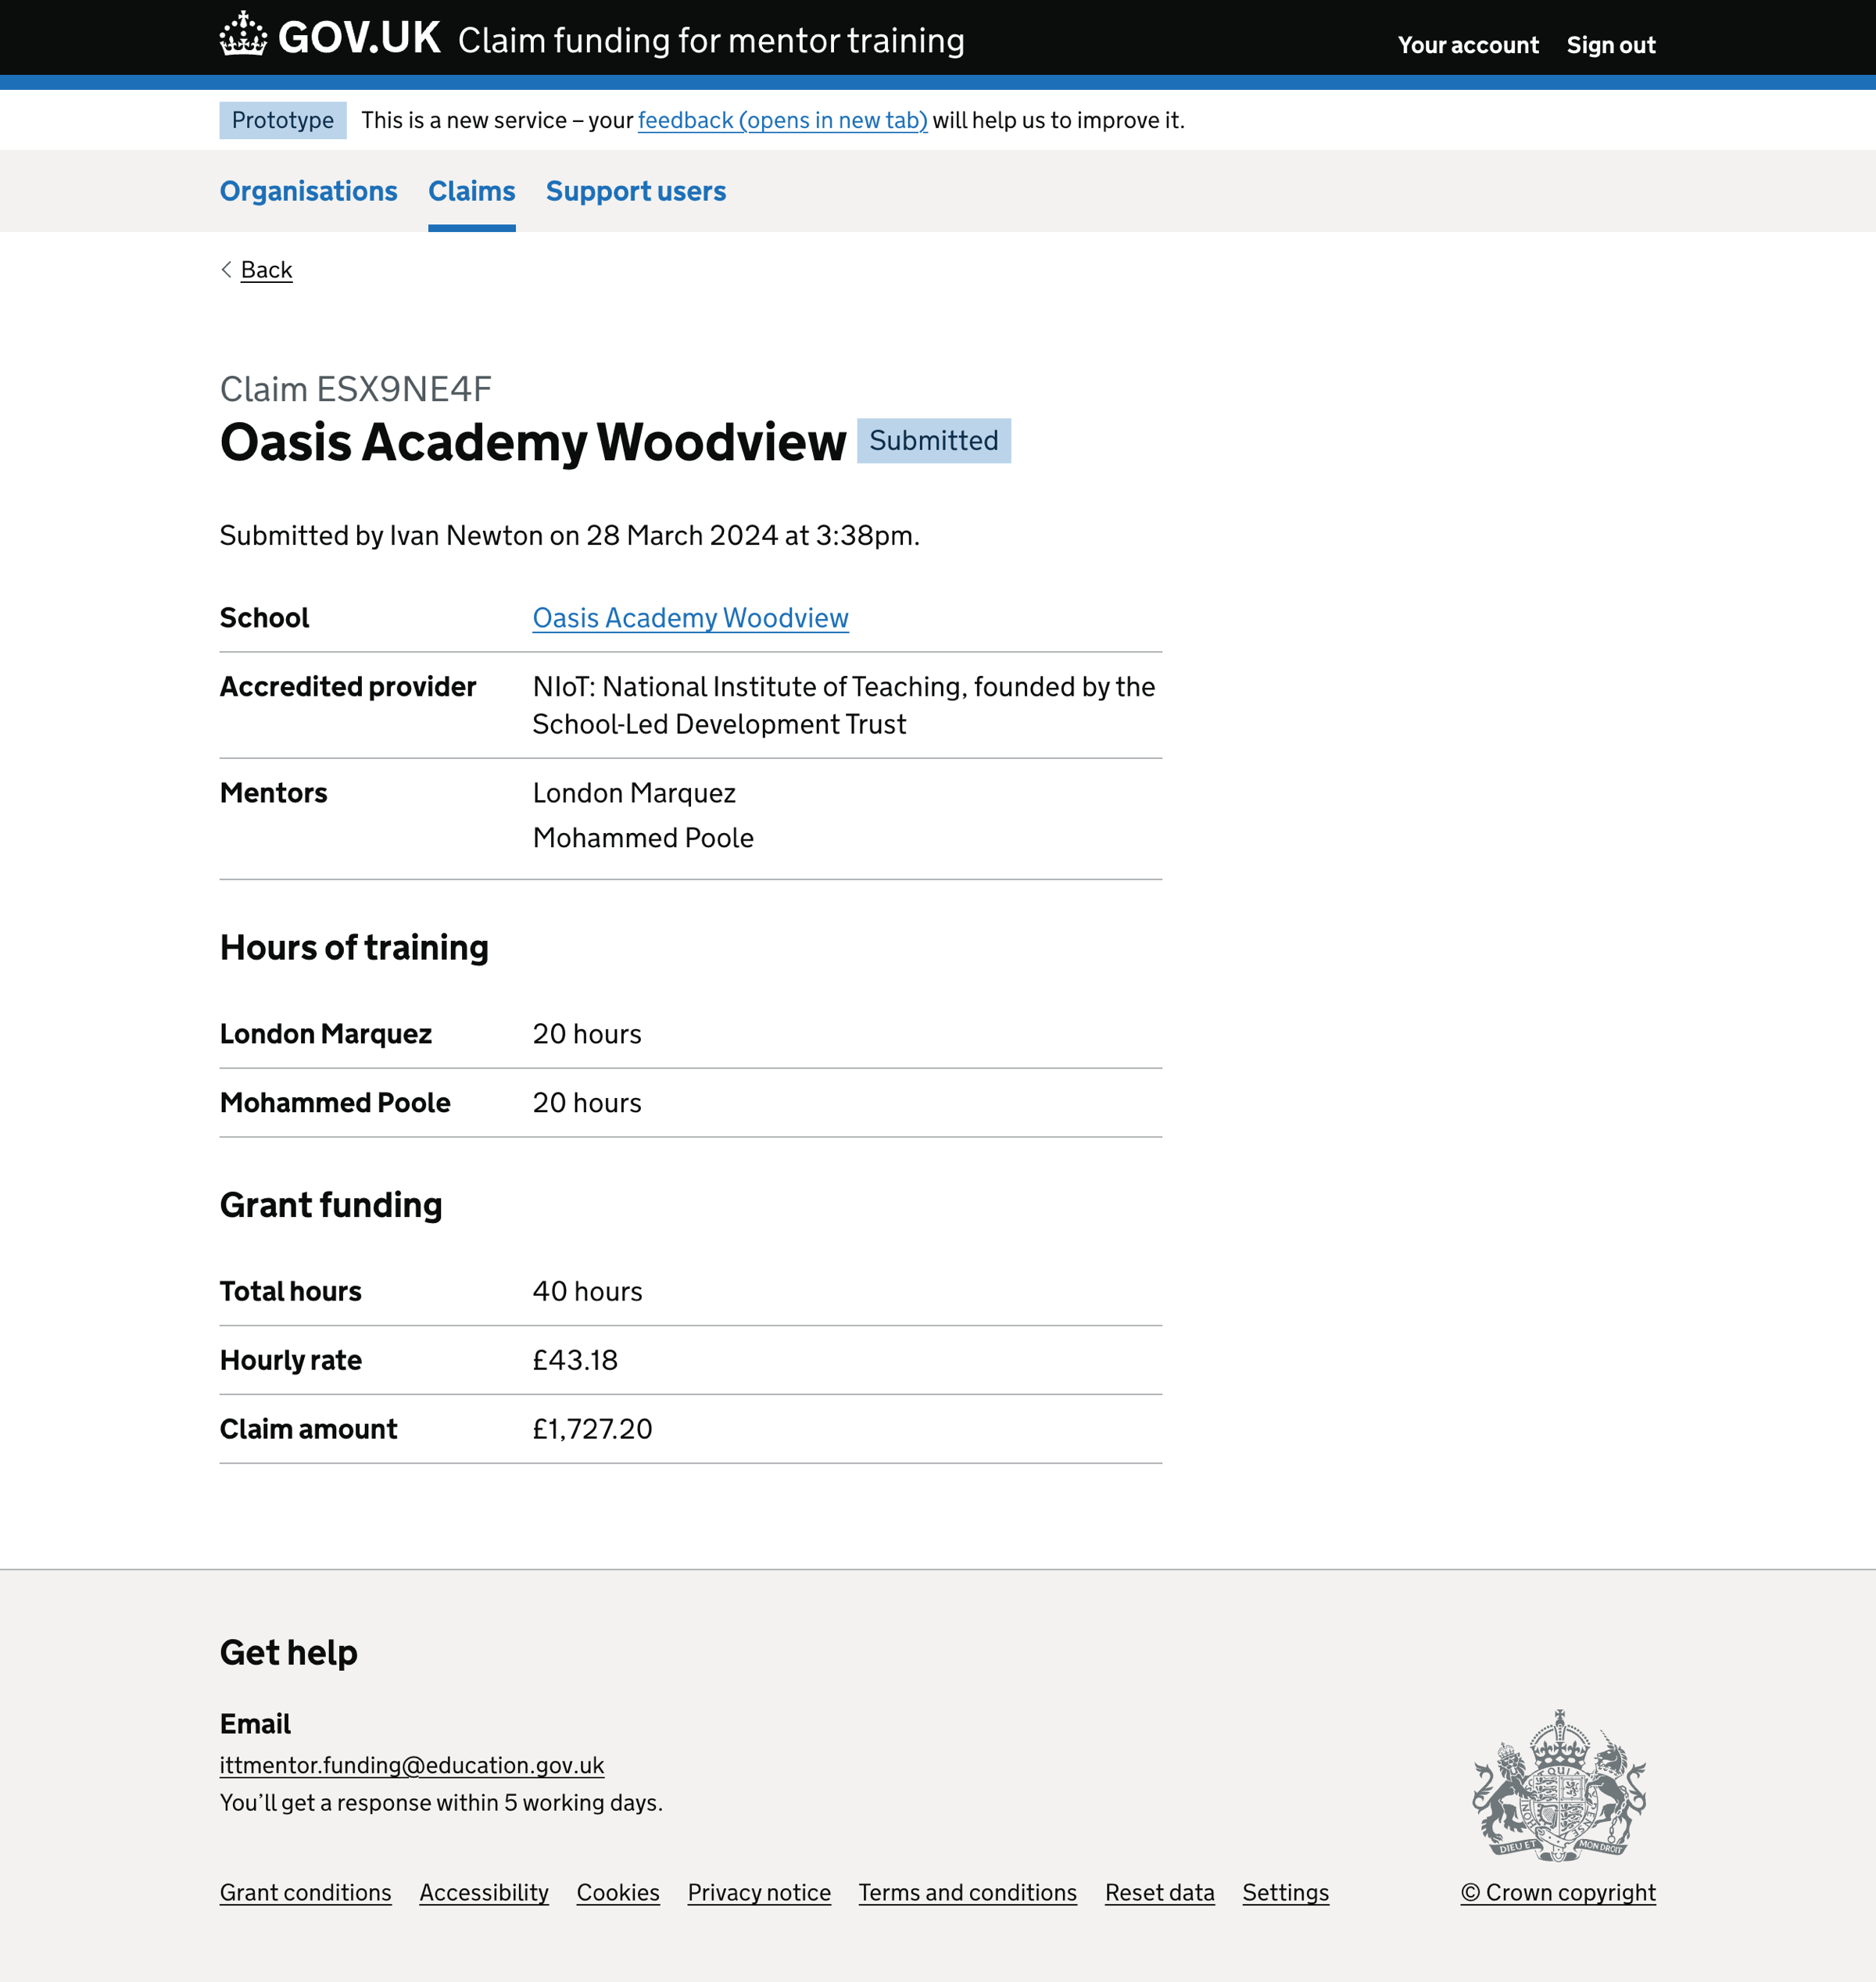 GOV.UK Claim funding for mentor training
Your account Sign out
Prototype This is a new service – your feedback (opens in new tab) will help us to improve it.
Organisations Claims Support users
Back
Claim ESX9NE4F
Oasis Academy Woodview Submitted
Submitted by Ivan Newton on 28 March 2024 at 3:38pm.
School Oasis Academy Woodview
Accredited provider NIoT: National Institute of Teaching, founded by the
School-Led Development Trust
Mentors London Marquez
Mohammed Poole
Hours of training
London Marquez 20 hours
Mohammed Poole 20 hours
Grant funding
Total hours 40 hours
Hourly rate £43.18
Claim amount £1,727.20
Get help
Email
ittmentor.funding@education.gov.uk
You’ll get a response within 5 working days.
DIEU ET MON DROIT
Grant conditions Accessibility Cookies Privacy notice Terms and conditions Reset data Settings © Crown copyright